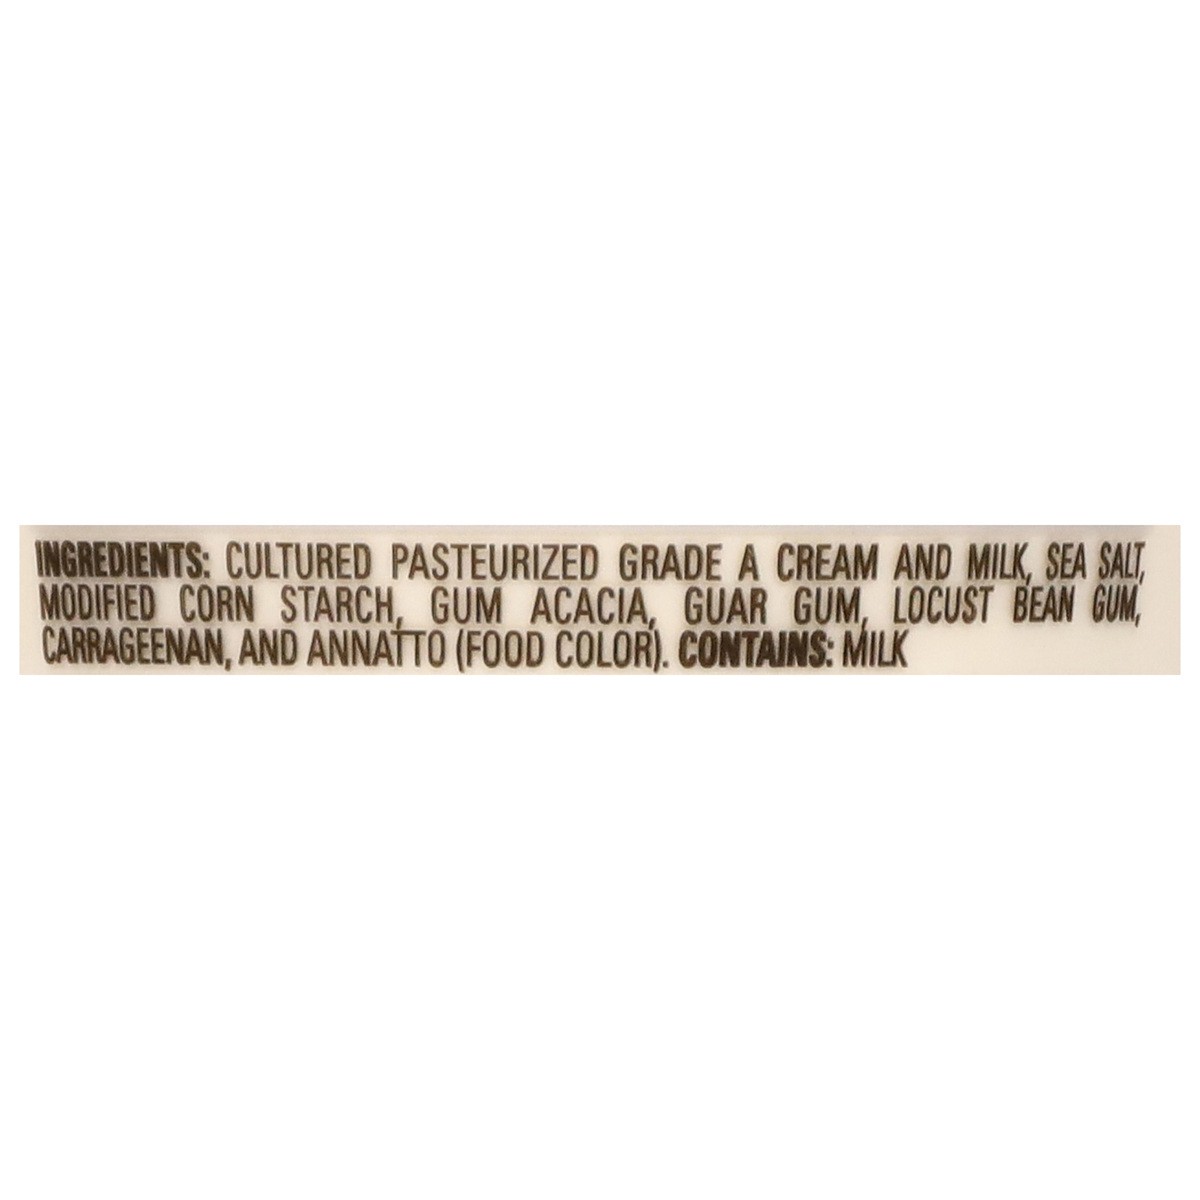 INGREDIENTS: CULTURED PASTEURIZED GRADE A CREAM AND MILK, SEA SALT,
MODIFIED CORN STARCH, GUM ACACIA, GUAR GUM, LOCUST BEAN GUM,
CARRAGEENAN, AND ANNATTO (FOOD COLOR). CONTAINS: MILK